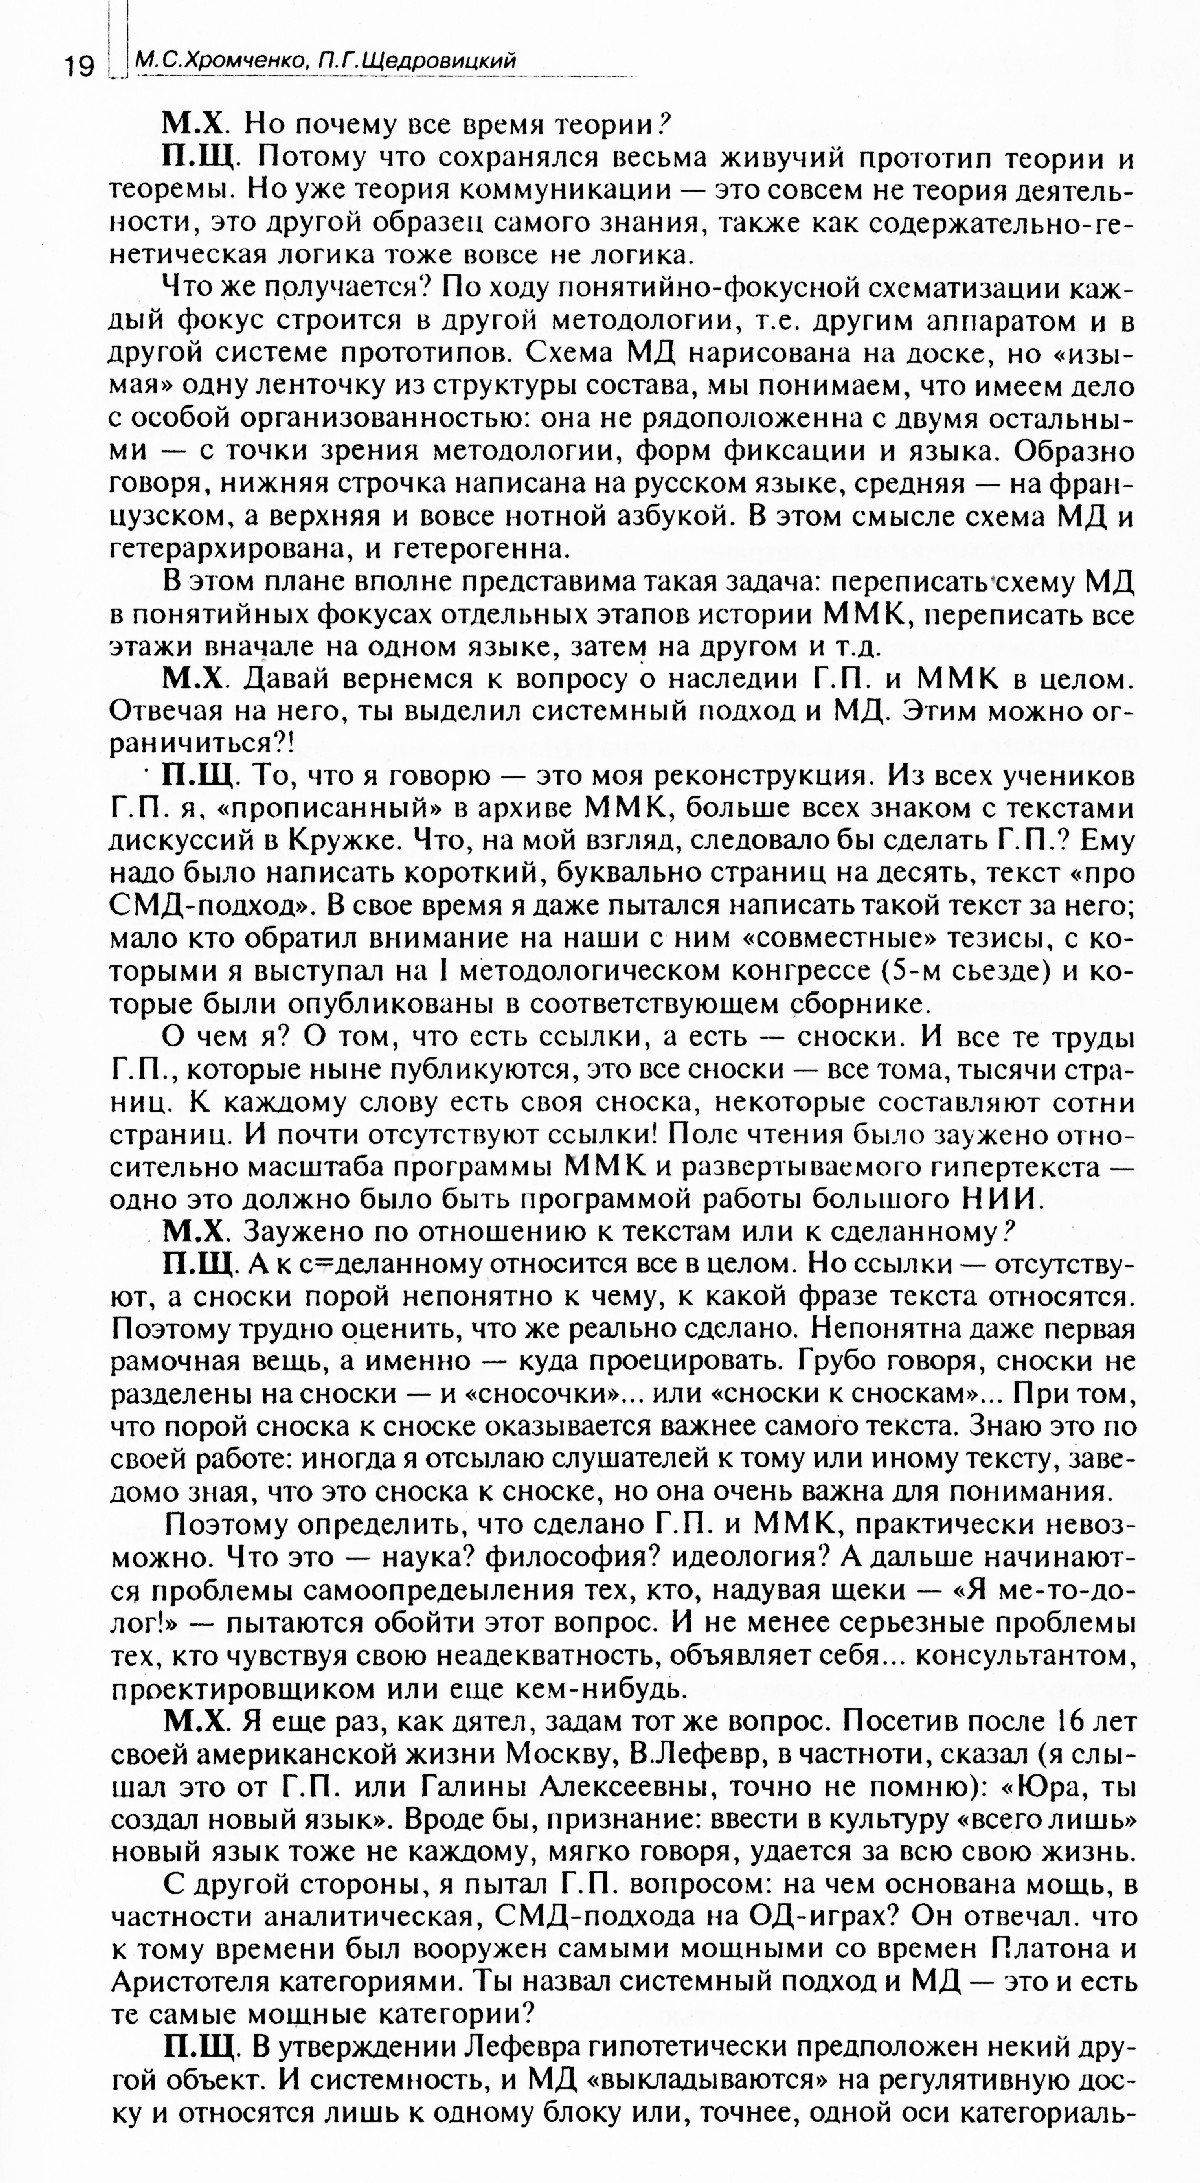 19
М.С.Хромченко, П.Г.Щедровицкий
М.Х. Но почему все время теории?
П.Щ. Потому что сохранялся весьма живучий прототип теории и
теоремы. Но уже теория коммуникации — это совсем не теория деятель-
ности, это другой образец самого знания, также как содержательно-ге-
нетическая логика тоже вовсе не логика.
Что же получается? По ходу понятийно-фокусной схематизации каж-
дый фокус строится в другой методологии, т.е. другим аппаратом и в
другой системе прототипов. Схема МД нарисована на доске, но «изы-
мая» одну ленточку из структуры состава, мы понимаем, что имеем дело
с особой организованностью: она не рядоположенна с двумя остальны-
ми — с точки зрения методологии, форм фиксации и языка. Образно
говоря, нижняя строчка написана на русском языке, средняя — на фран-
цузском, а верхняя и вовсе нотной азбукой. В этом смысле схема МД и
гетерархирована, и гетерогенна.
В этом плане вполне представима такая задача: переписать схему МД
в понятийных фокусах отдельных этапов истории ММК, переписать все
этажи вначале на одном языке, затем на другом и т.д.
М.Х. Давай вернемся к вопросу о наследии Г.П. и ММК в целом.
Отвечая на него, ты выделил системный подход и МД. Этим можно ог-
раничиться?!
П.Щ. То, что я говорю — это моя реконструкция. Из всех учеников
Г.П. я, «прописанный» в архиве ММК, больше всех знаком с текстами
дискуссий в Кружке. Что, на мой взгляд, следовало бы сделать Г.П.? Ему
надо было написать короткий, буквально страниц на десять, текст «про
СМД-подход». В свое время я даже пытался написать такой текст за него;
мало кто обратил внимание на наши с ним «совместные» тезисы, с ко-
торыми я выступал на I методологическом конгрессе (5-м сьезде) и ко-
торые были опубликованы в соответствующем сборнике.
О чем я? О том, что есть ссылки, а есть — сноски. И все те труды
Г.П., которые ныне публикуются, это все сноски — все тома, тысячи стра-
ниц. К каждому слову есть своя сноска, некоторые составляют сотни
страниц. И почти отсутствуют ссылки! Поле чтения было заужено отно-
сительно масштаба программы ММК и развертываемого гипертекста —
одно это должно было быть программой работы большого НИИ.
М.Х. Заужено по отношению к текстам или к сделанному?
П.Щ. А к с=деланному относится все в целом. Но ссылки — отсутству-
ют, а сноски порой непонятно к чему, к какой фразе текста относятся.
Поэтому трудно оценить, что же реально сделано. Непонятна даже первая
рамочная вещь, а именно — куда проецировать. Грубо говоря, сноски не
разделены на сноски — и «сносочки»... или «сноски к сноскам»... При том,
что порой сноска к сноске оказывается важнее самого текста. Знаю это по
своей работе: иногда я отсылаю слушателей к тому или иному тексту, заве-
домо зная, что это сноска к сноске, но она очень важна для понимания.
Поэтому определить, что сделано Г.П. и ММК, практически невоз-
можно. Что это — наука? философия? идеология? А дальше начинают-
ся проблемы самоопредеыления тех, кто, надувая щеки — «Я ме-то-до-
лог!» — пытаются обойти этот вопрос. И не менее серьезные проблемы
тех, кто чувствуя свою неадекватность, объявляет себя... консультантом,
проектировщиком или еще кем-нибудь.
М.Х. Я еще раз, как дятел, задам тот же вопрос. Посетив после 16 лет
своей американской жизни Москву, В.Лефевр, в частноти, сказал (я слы-
шал это от Г.П. или Галины Алексеевны, точно не помню): «Юра, ты
создал новый язык». Вроде бы, признание: ввести в культуру «всего лишь»
новый язык тоже не каждому, мягко говоря, удается за всю свою жизнь.
С другой стороны, я пытал Г.П. вопросом: на чем основана мощь, в
частности аналитическая, СМД-подхода на ОД-играх? Он отвечал. что
к тому времени был вооружен самыми мощными со времен Платона и
Аристотеля категориями. Ты назвал системный подход и МД — это и есть
те самые мощные категории?
П.Щ. В утверждении Лефевра гипотетически предположен некий дру-
гой объект. И системность, и МД «выкладываются» на регулятивную дос-
ку и относятся лишь к одному блоку или, точнее, одной оси категориаль-